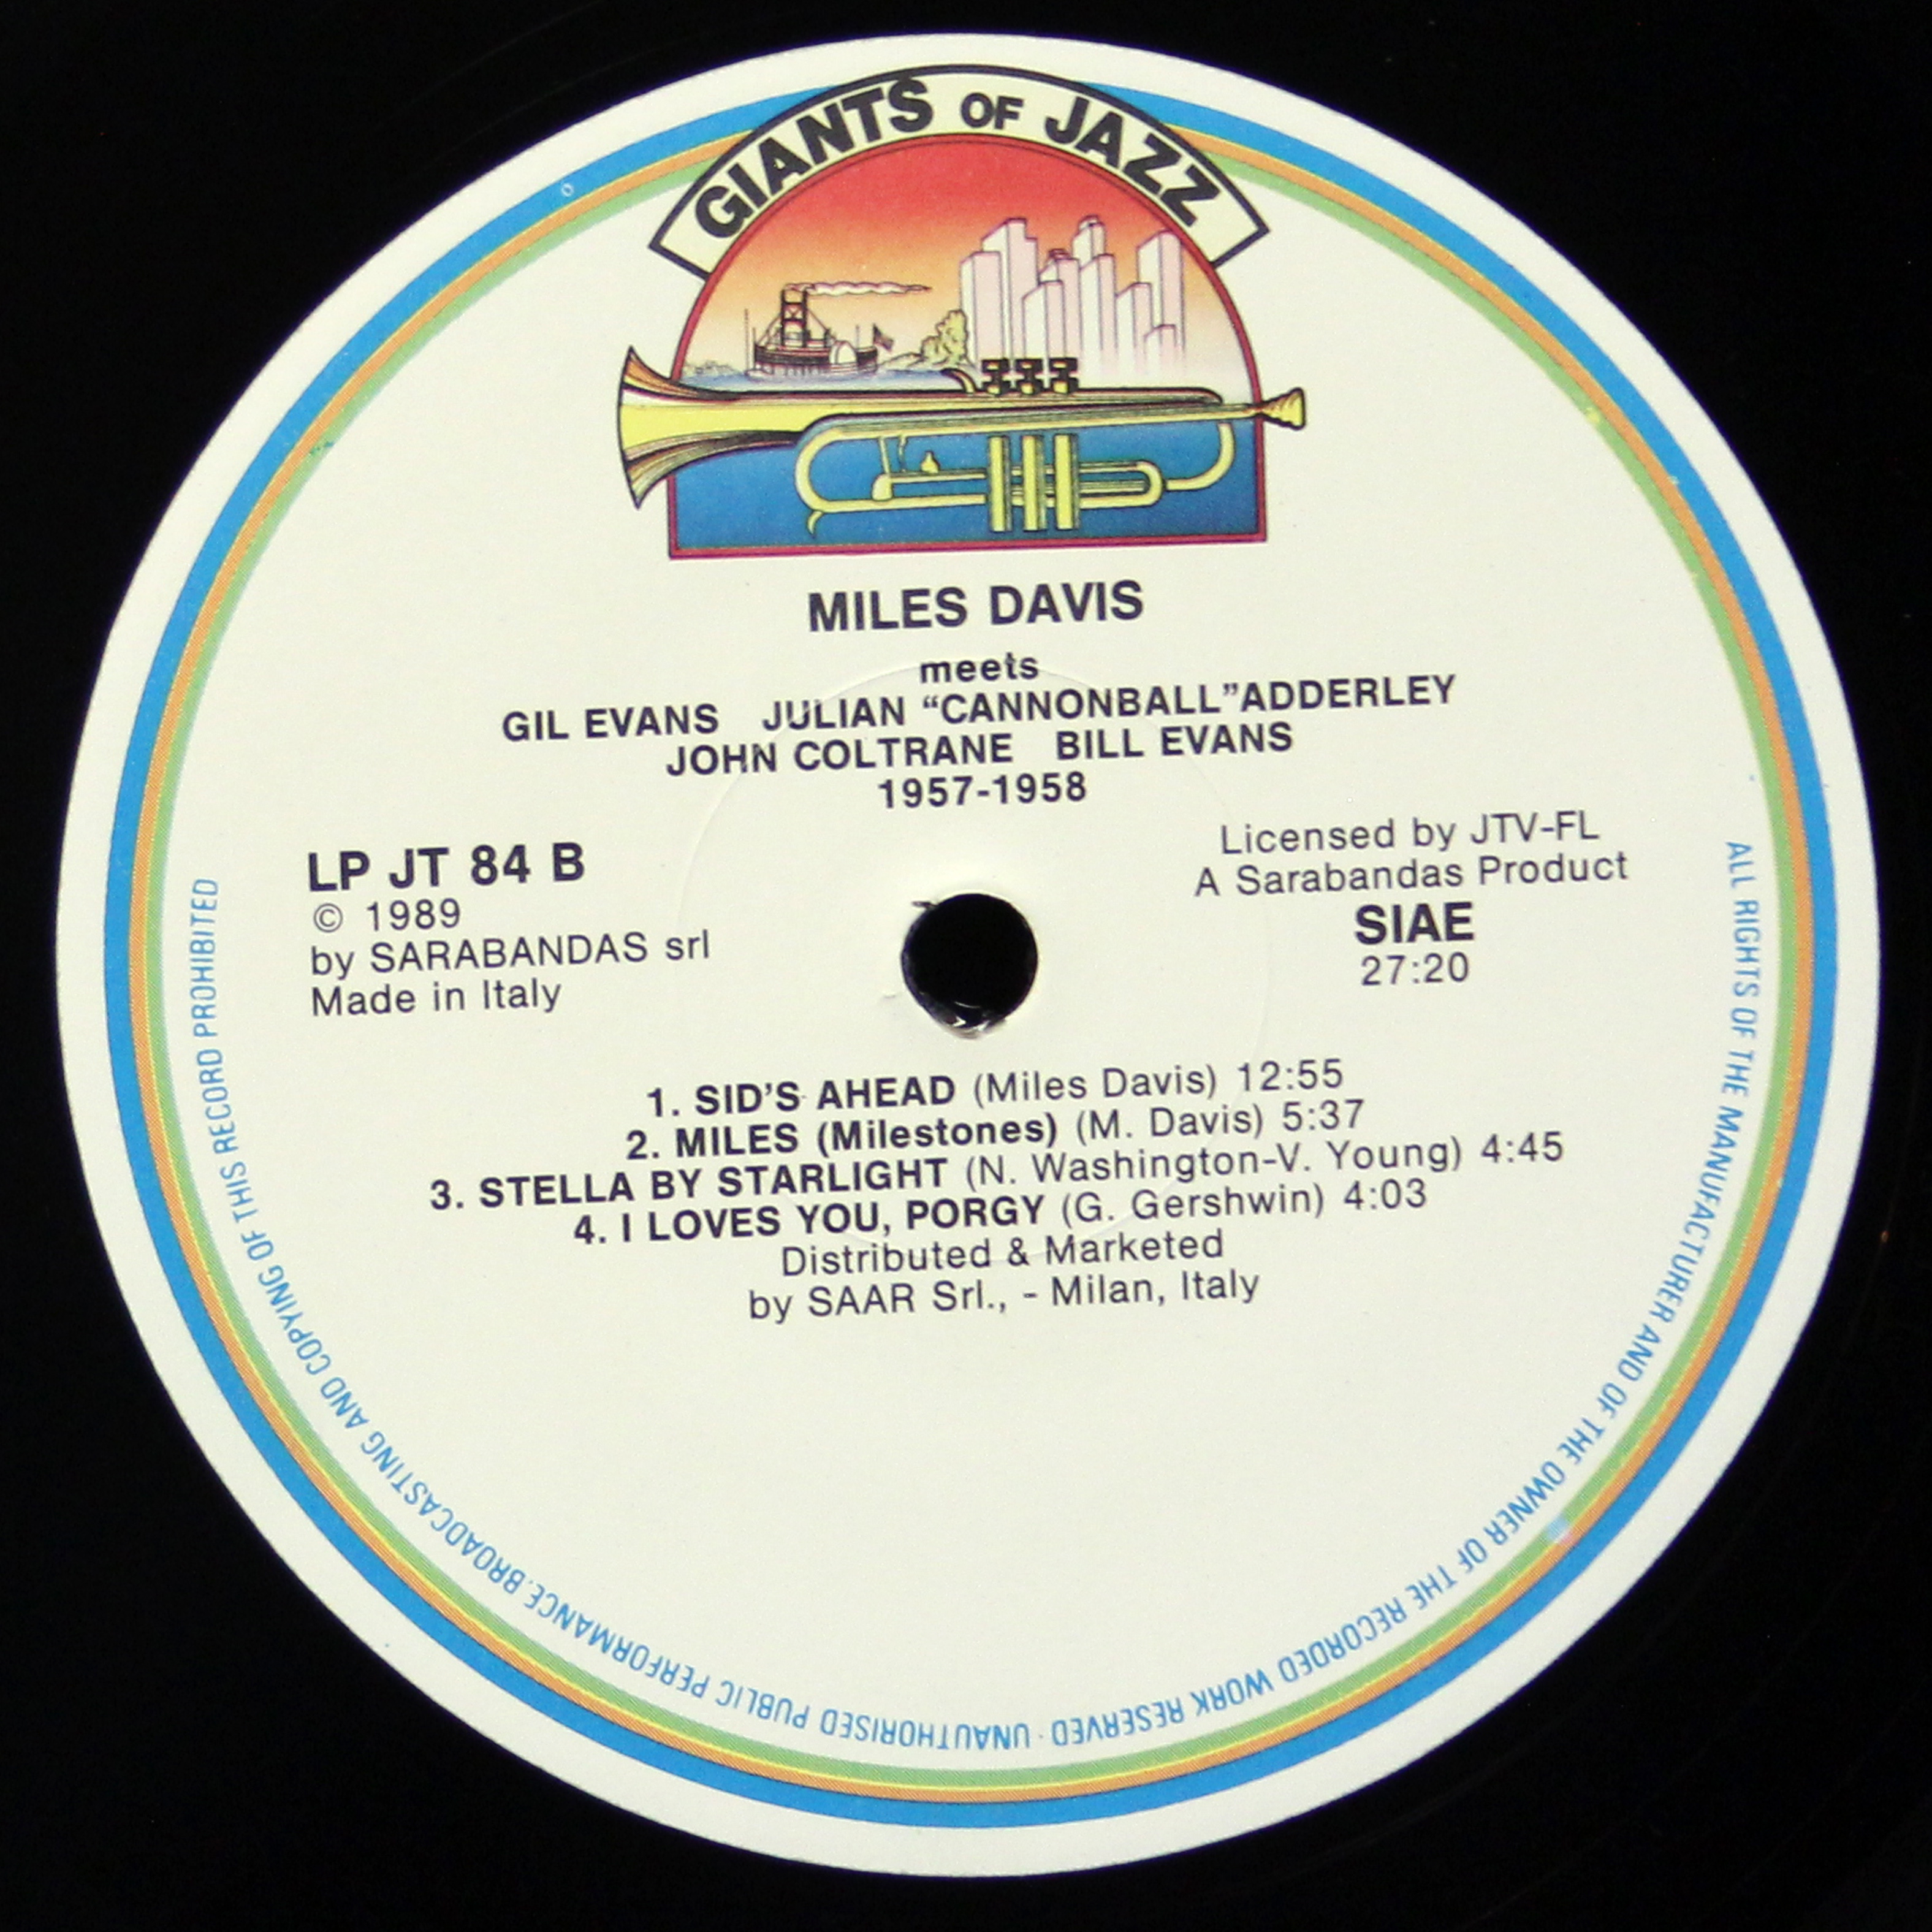 GIANTS OF JAZZ
MILES DAVIS
meets
GIL EVANS JULIAN “CANNONBALL”ADDERLEY
JOHN COLTRANE BILL EVANS
1957-1958
LP JT 84 B
© 1989
by SARABANDAS srl
Made in Italy
Licensed by JTV-FL
A Sarabandas Product
SIAE
27:20
1. SID’S AHEAD (Miles Davis) 12:55
2. MILES (Milestones) (M. Davis) 5:37
3. STELLA BY STARLIGHT (N. Washington-V. Young) 4:45
4. I LOVES YOU, PORGY (G. Gershwin) 4:03
Distributed & Marketed
by SAAR Srl., - Milan, Italy
ALL RIGHTS OF THE MANUFACTURER AND OF THE OWNER OF THE RECORDED WORK RESERVED · UNAUTHORISED PUBLIC PERFORMANCE.BROADCASTING AND COPYING OF THIS RECORD PROHIBITED